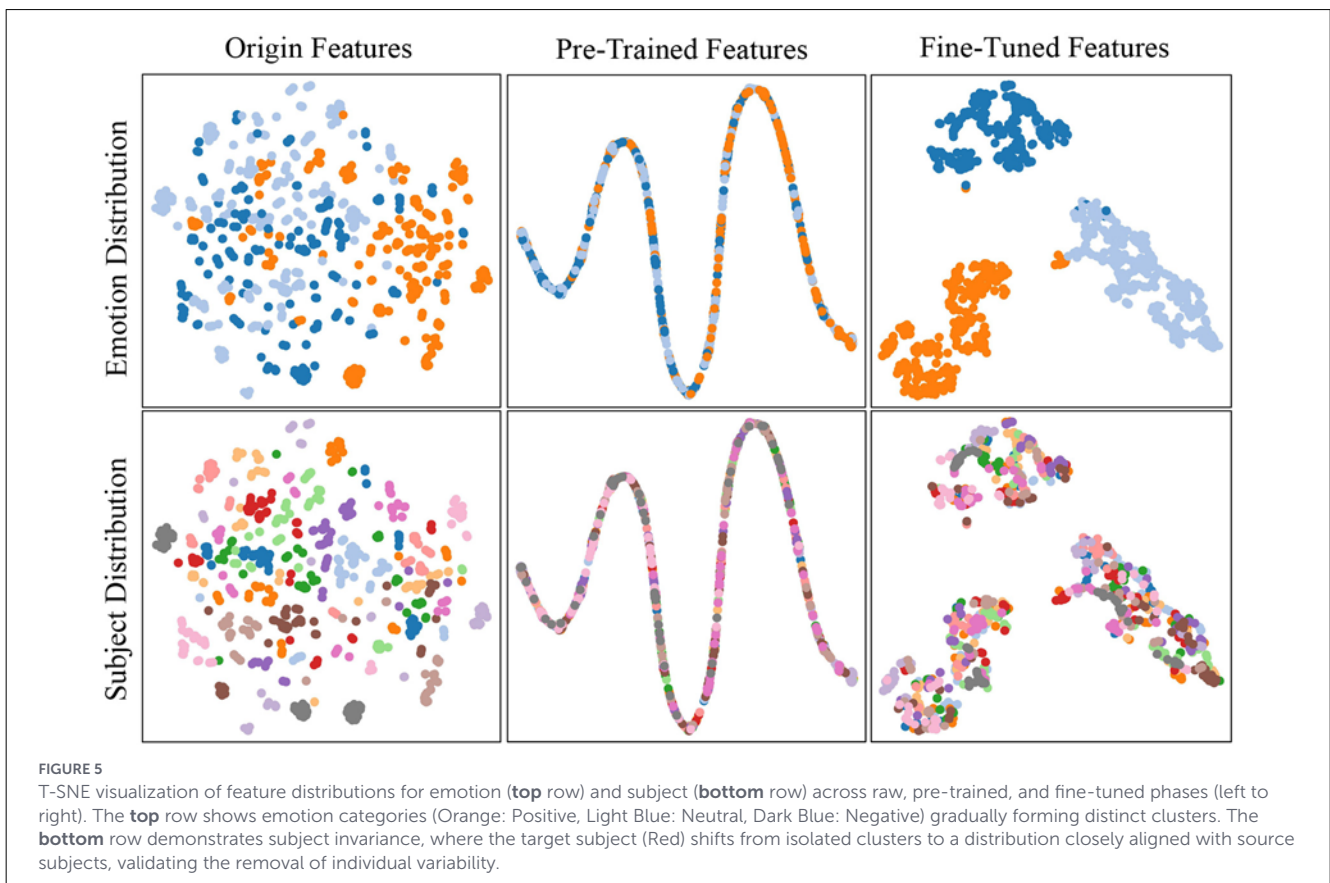 Origin Features
Pre-Trained Features
Fine-Tuned Features
Emotion Distribution
Subject Distribution
FIGURE 5
T-SNE visualization of feature distributions for emotion (top row) and subject (bottom row) across raw, pre-trained, and fine-tuned phases (left to
right). The top row shows emotion categories (Orange: Positive, Light Blue: Neutral, Dark Blue: Negative) gradually forming distinct clusters. The
bottom row demonstrates subject invariance, where the target subject (Red) shifts from isolated clusters to a distribution closely aligned with source
subjects, validating the removal of individual variability.